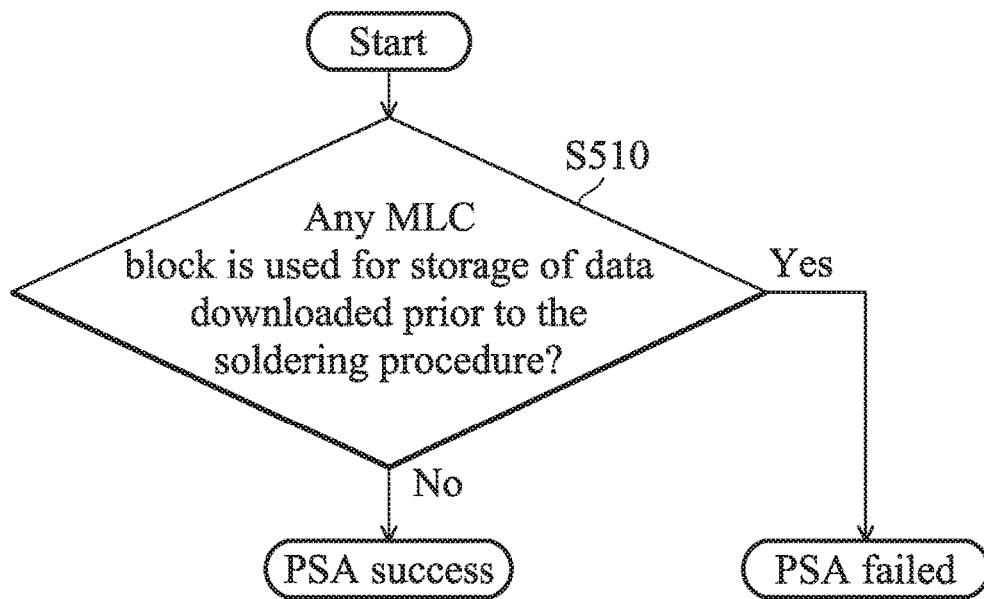 Start
S510
Any MLC
block is used for storage of data
downloaded prior to the
soldering procedure?
Yes
No
PSA success
PSA failed